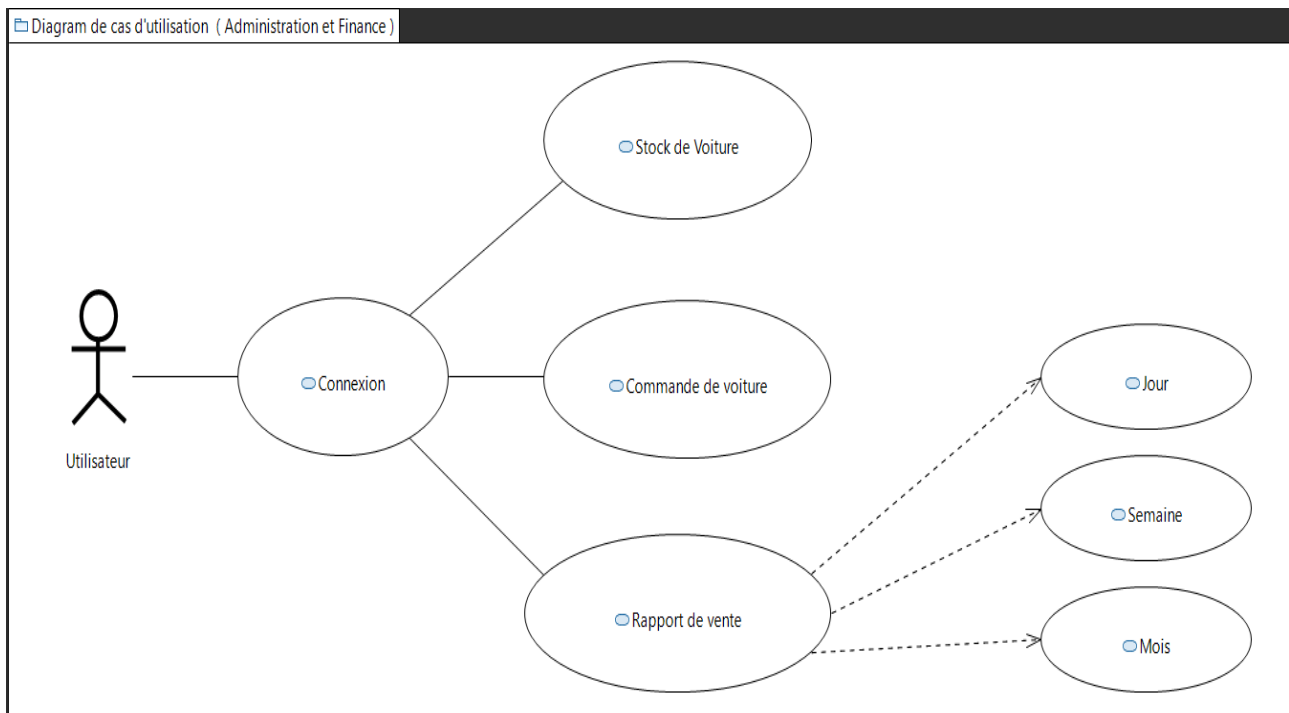 Diagram de cas d'utilisation ( Administration et Finance )
Stock de Voiture
Connexion
Commande de voiture
Jour
Utilisateur
Semaine
Rapport de vente
Mois